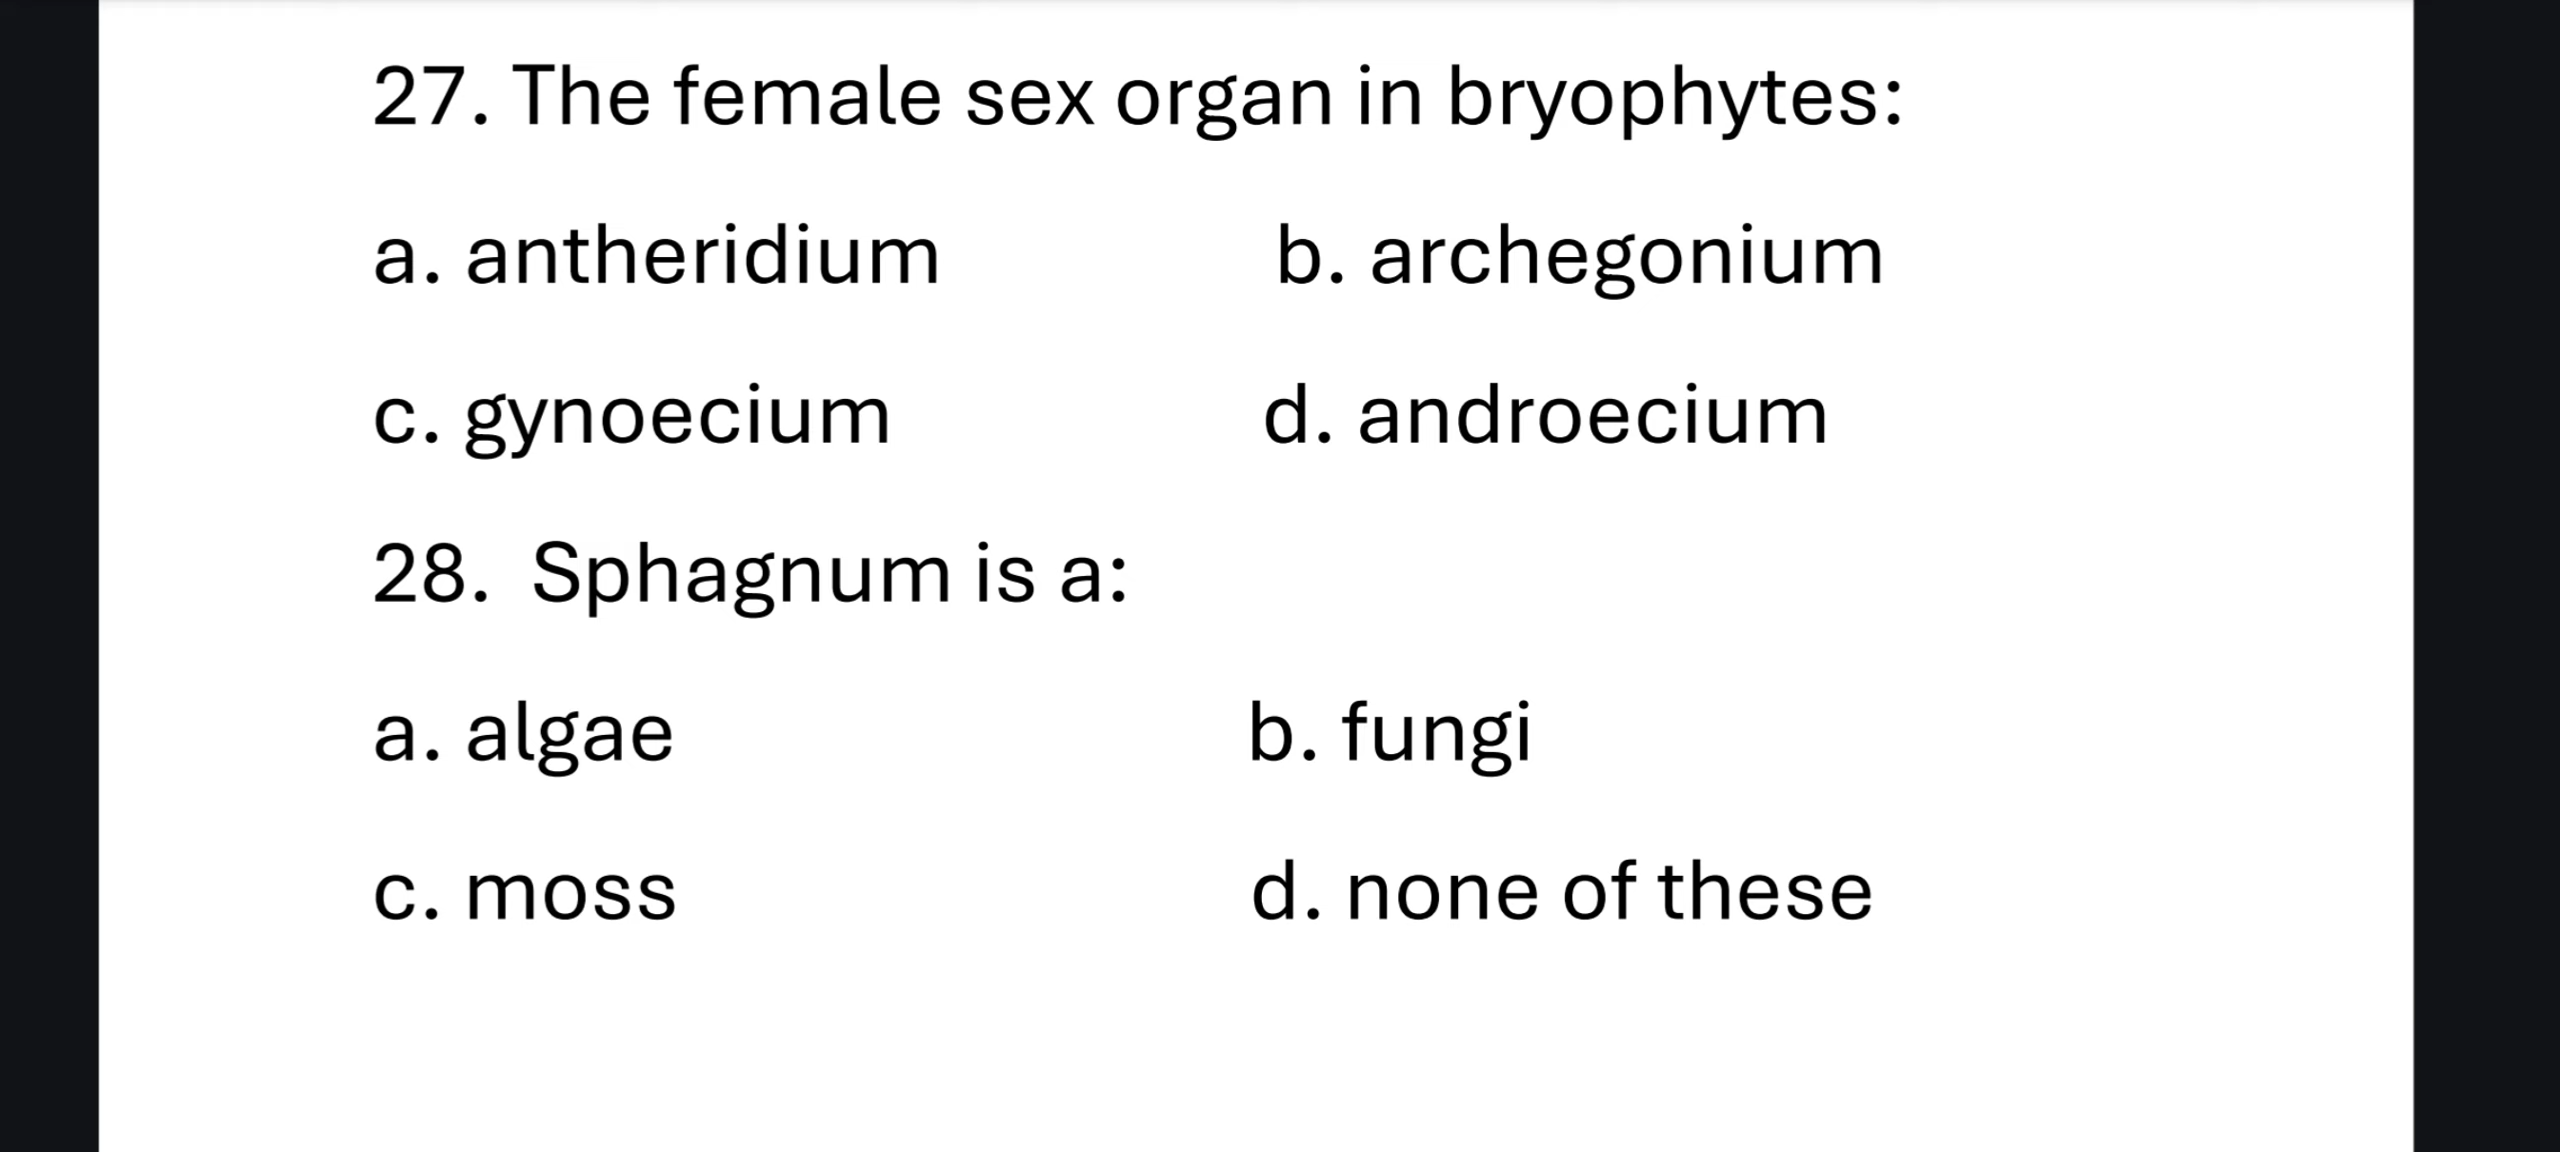 27. The female sex organ in bryophytes:
a. antheridium b. archegonium
c. gynoecium d. androecium
28. Sphagnum is a:
a. algae b. fungi
c. moss d. none of these